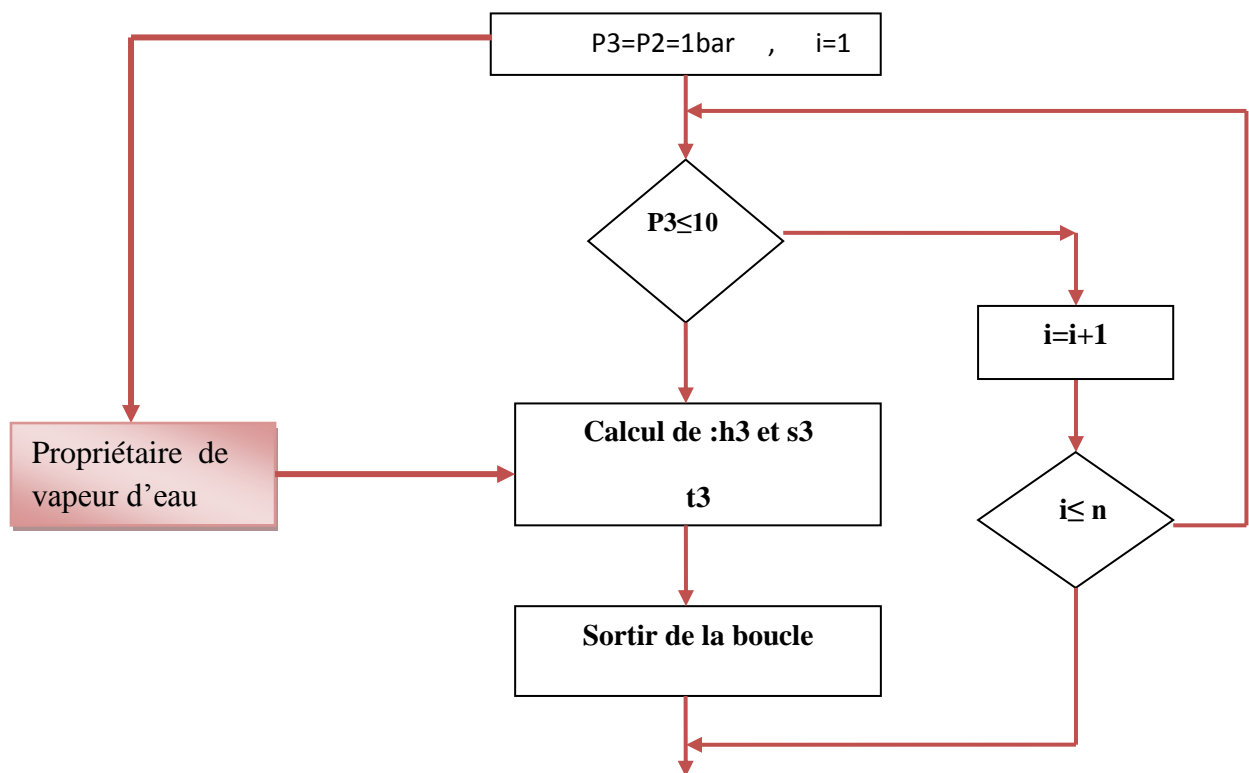 P3=P2=1bar , i=1
P3≤10
i=i+1
Calcul de :h3 et s3
t3
Propriétaire de
vapeur d’eau
i≤ n
Sortir de la boucle